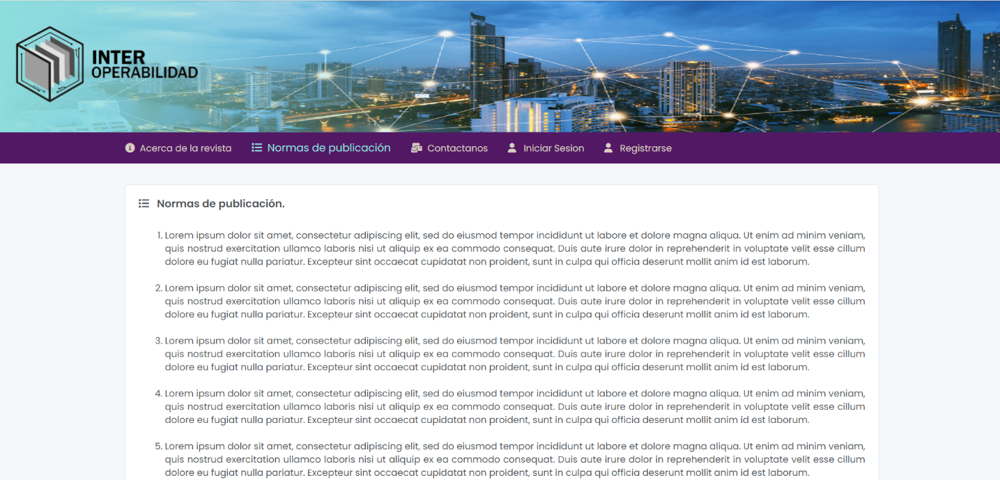 INTER
OPERABILIDAD
Acerca de la revista Normas de publicación Contactanos Iniciar Sesion Registrarse
Normas de publicación.
1. Lorem ipsum dolor sit amet, consectetur adipiscing elit, sed do eiusmod tempor incididunt ut labore et dolore magna aliqua. Ut enim ad minim veniam,
quis nostrud exercitation ullamco laboris nisi ut aliquip ex ea commodo consequat. Duis aute irure dolor in reprehenderit in voluptate velit esse cillum
dolore eu fugiat nulla pariatur. Excepteur sint occaecat cupidatat non proident, sunt in culpa qui officia deserunt mollit anim id est laborum.
2. Lorem ipsum dolor sit amet, consectetur adipiscing elit, sed do eiusmod tempor incididunt ut labore et dolore magna aliqua. Ut enim ad minim veniam,
quis nostrud exercitation ullamco laboris nisi ut aliquip ex ea commodo consequat. Duis aute irure dolor in reprehenderit in voluptate velit esse cillum
dolore eu fugiat nulla pariatur. Excepteur sint occaecat cupidatat non proident, sunt in culpa qui officia deserunt mollit anim id est laborum.
3. Lorem ipsum dolor sit amet, consectetur adipiscing elit, sed do eiusmod tempor incididunt ut labore et dolore magna aliqua. Ut enim ad minim veniam,
quis nostrud exercitation ullamco laboris nisi ut aliquip ex ea commodo consequat. Duis aute irure dolor in reprehenderit in voluptate velit esse cillum
dolore eu fugiat nulla pariatur. Excepteur sint occaecat cupidatat non proident, sunt in culpa qui officia deserunt mollit anim id est laborum.
4. Lorem ipsum dolor sit amet, consectetur adipiscing elit, sed do eiusmod tempor incididunt ut labore et dolore magna aliqua. Ut enim ad minim veniam,
quis nostrud exercitation ullamco laboris nisi ut aliquip ex ea commodo consequat. Duis aute irure dolor in reprehenderit in voluptate velit esse cillum
dolore eu fugiat nulla pariatur. Excepteur sint occaecat cupidatat non proident, sunt in culpa qui officia deserunt mollit anim id est laborum.
5. Lorem ipsum dolor sit amet, consectetur adipiscing elit, sed do eiusmod tempor incididunt ut labore et dolore magna aliqua. Ut enim ad minim veniam,
quis nostrud exercitation ullamco laboris nisi ut aliquip ex ea commodo consequat. Duis aute irure dolor in reprehenderit in voluptate velit esse cillum
dolore eu fugiat nulla pariatur. Excepteur sint occaecat cupidatat non proident, sunt in culpa qui officia deserunt mollit anim id est laborum.